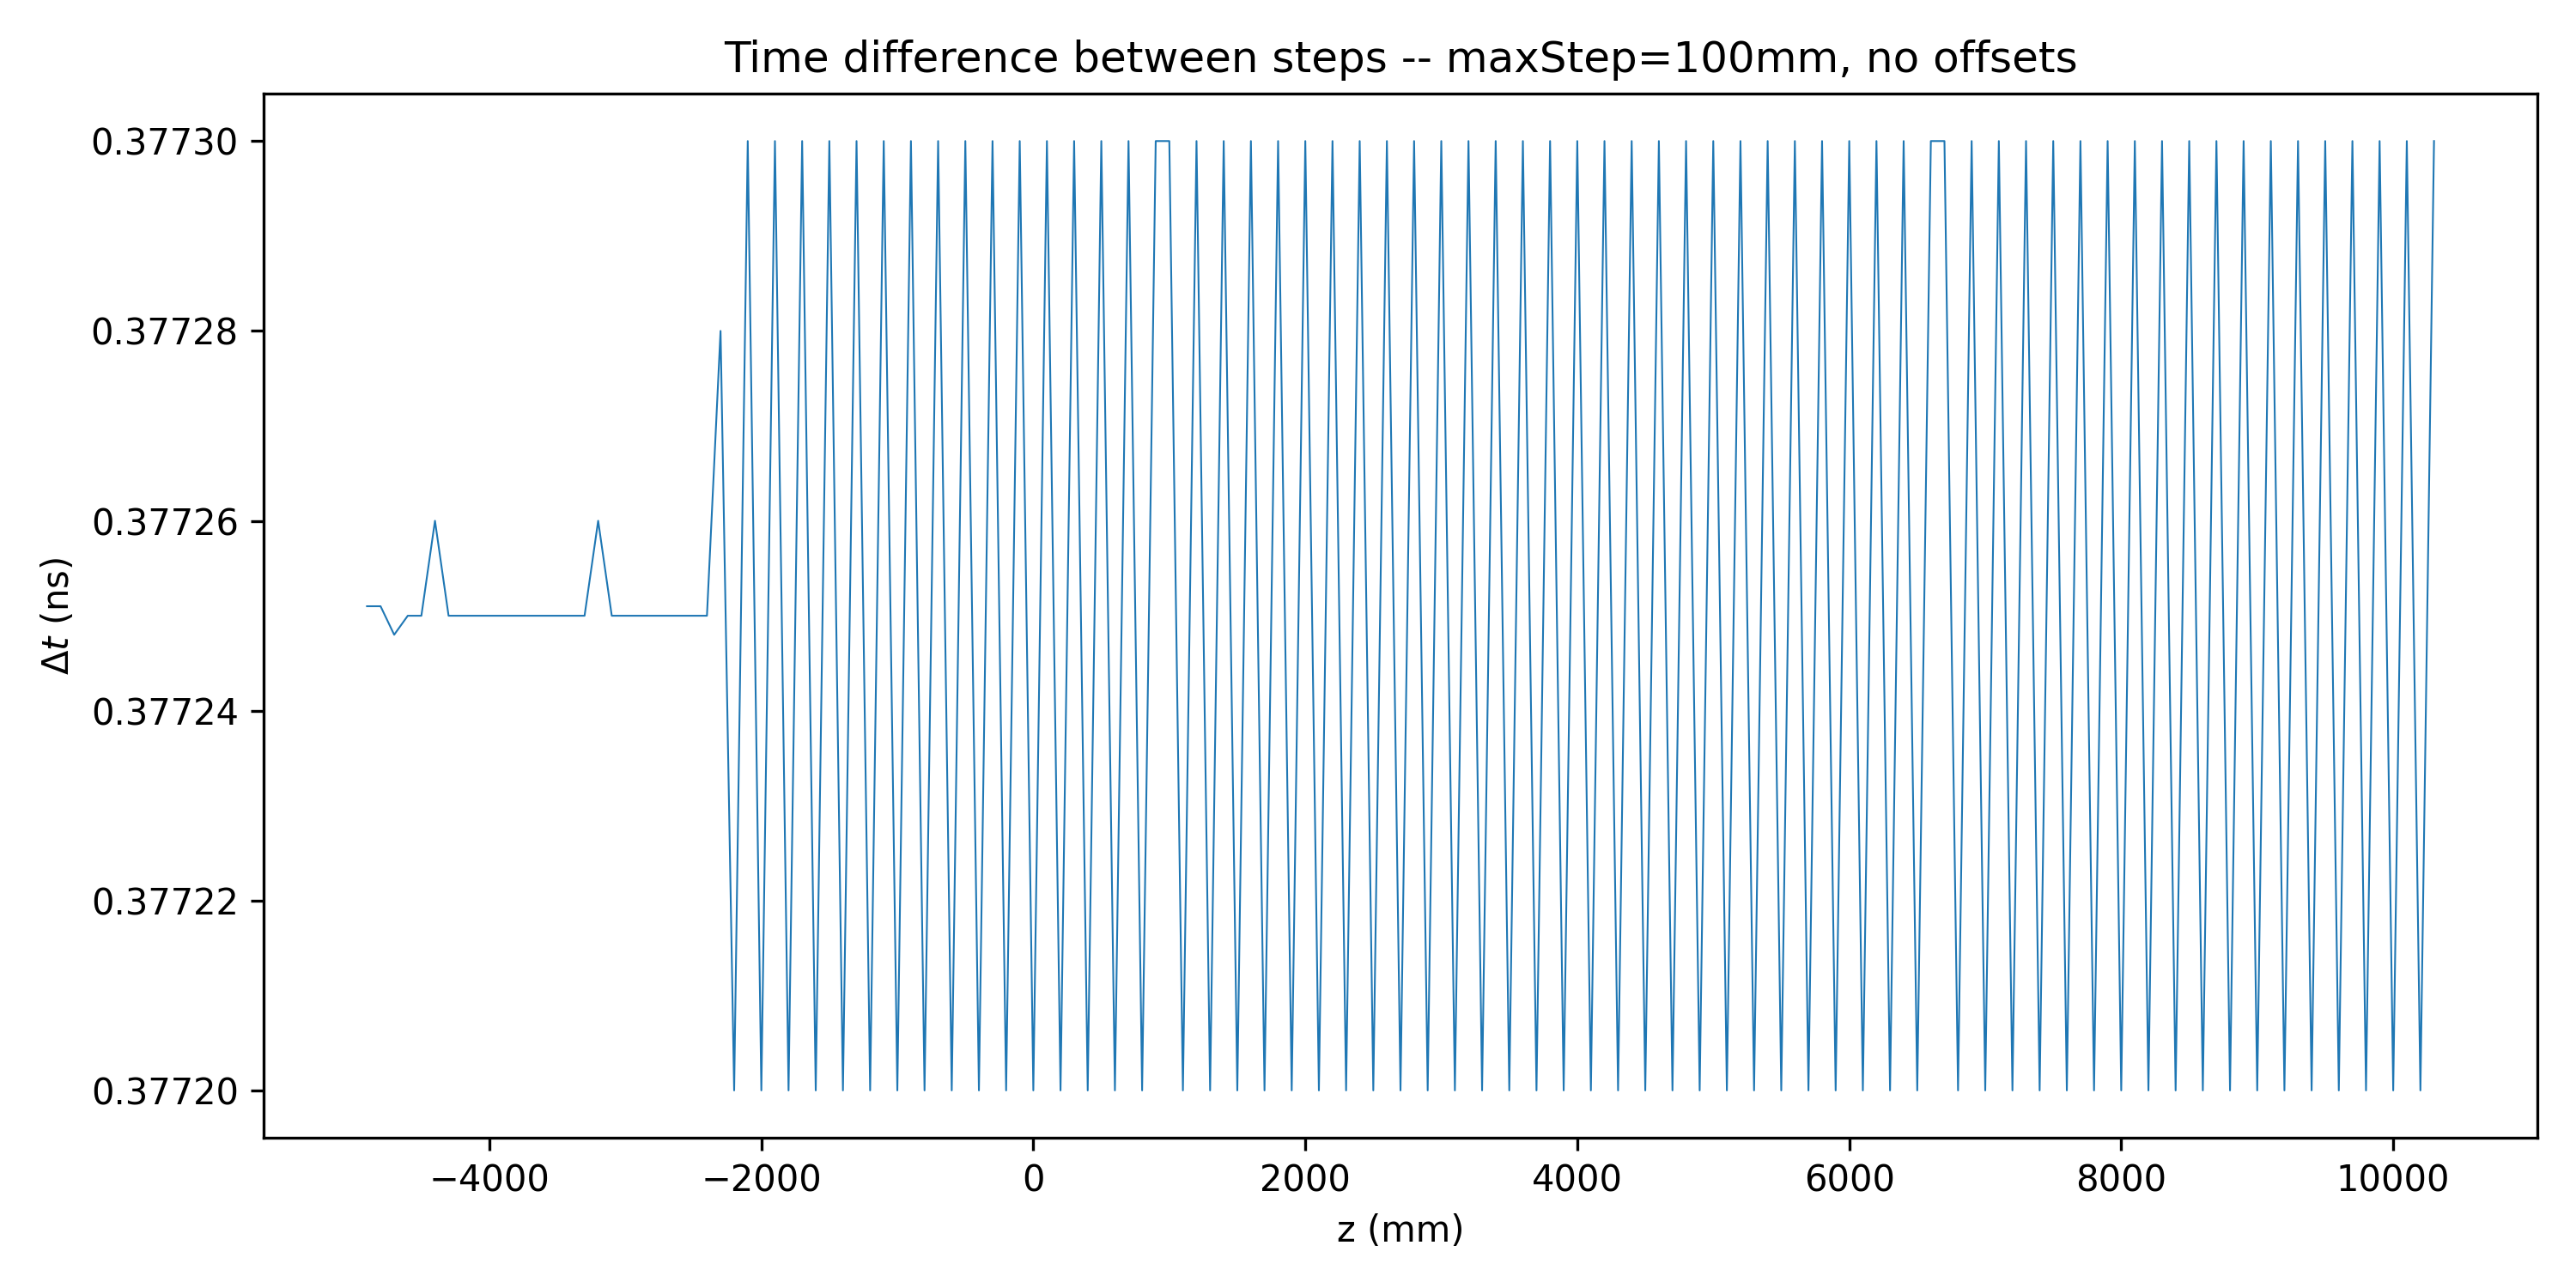 Time difference between steps -- maxStep=100mm, no offsets
0.37730
0.37728
0.37726
0.37724
0.37722
0.37720
Δt (ns)
−4000 −2000 0 2000 4000 6000 8000 10000
z (mm)